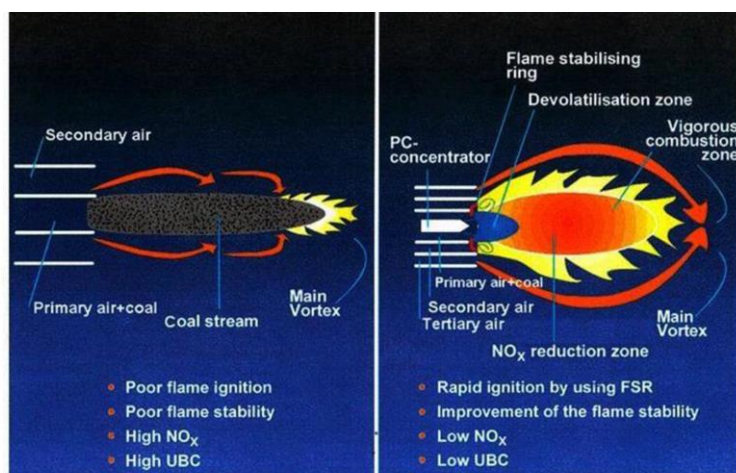 Secondary air
Primary air+coal
Coal stream
Main
Vortex
Poor flame ignition
Poor flame stability
High NOX
High UBC
Flame stabilising
ring
Devolatilisation zone
PC-
concentrator
Vigorous
combustion
zone
Primary air+coal
Secondary air
Tertiary air
Main
Vortex
NOX reduction zone
Rapid ignition by using FSR
Improvement of the flame stability
Low NOX
Low UBC